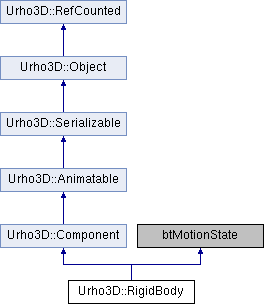 Urho3D::RefCounted
Urho3D::Object
Urho3D::Serializable
Urho3D::Animatable
Urho3D::Component
btMotionState
Urho3D::RigidBody